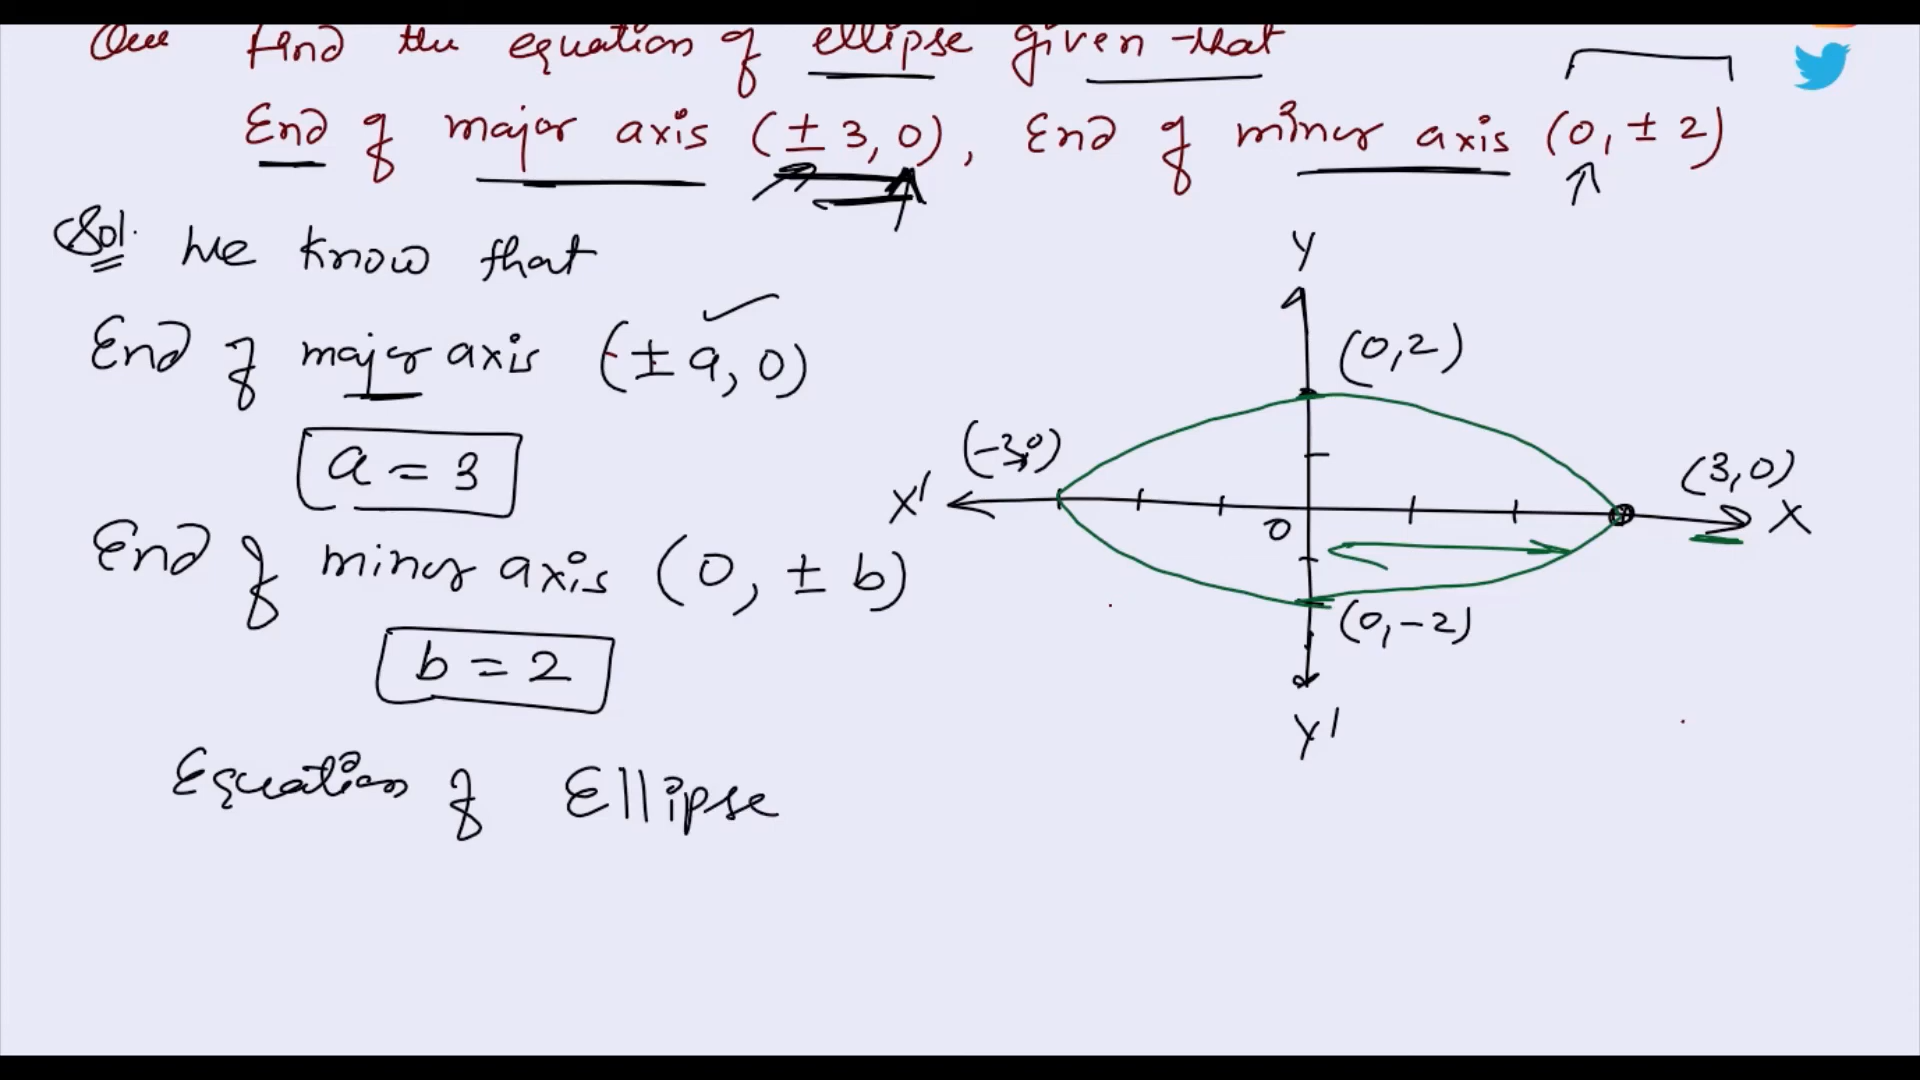 Que find the equation of ellipse given that
End of major axis (± 3, 0), End of minor axis (0, ± 2)
Sol. We know that
End of major axis (± a, 0)
a = 3
End of minor axis (0, ± b)
b = 2
Equation of Ellipse
Y
(0,2)
(-3,0)
(3,0)
X'
O
X
(0,-2)
Y'